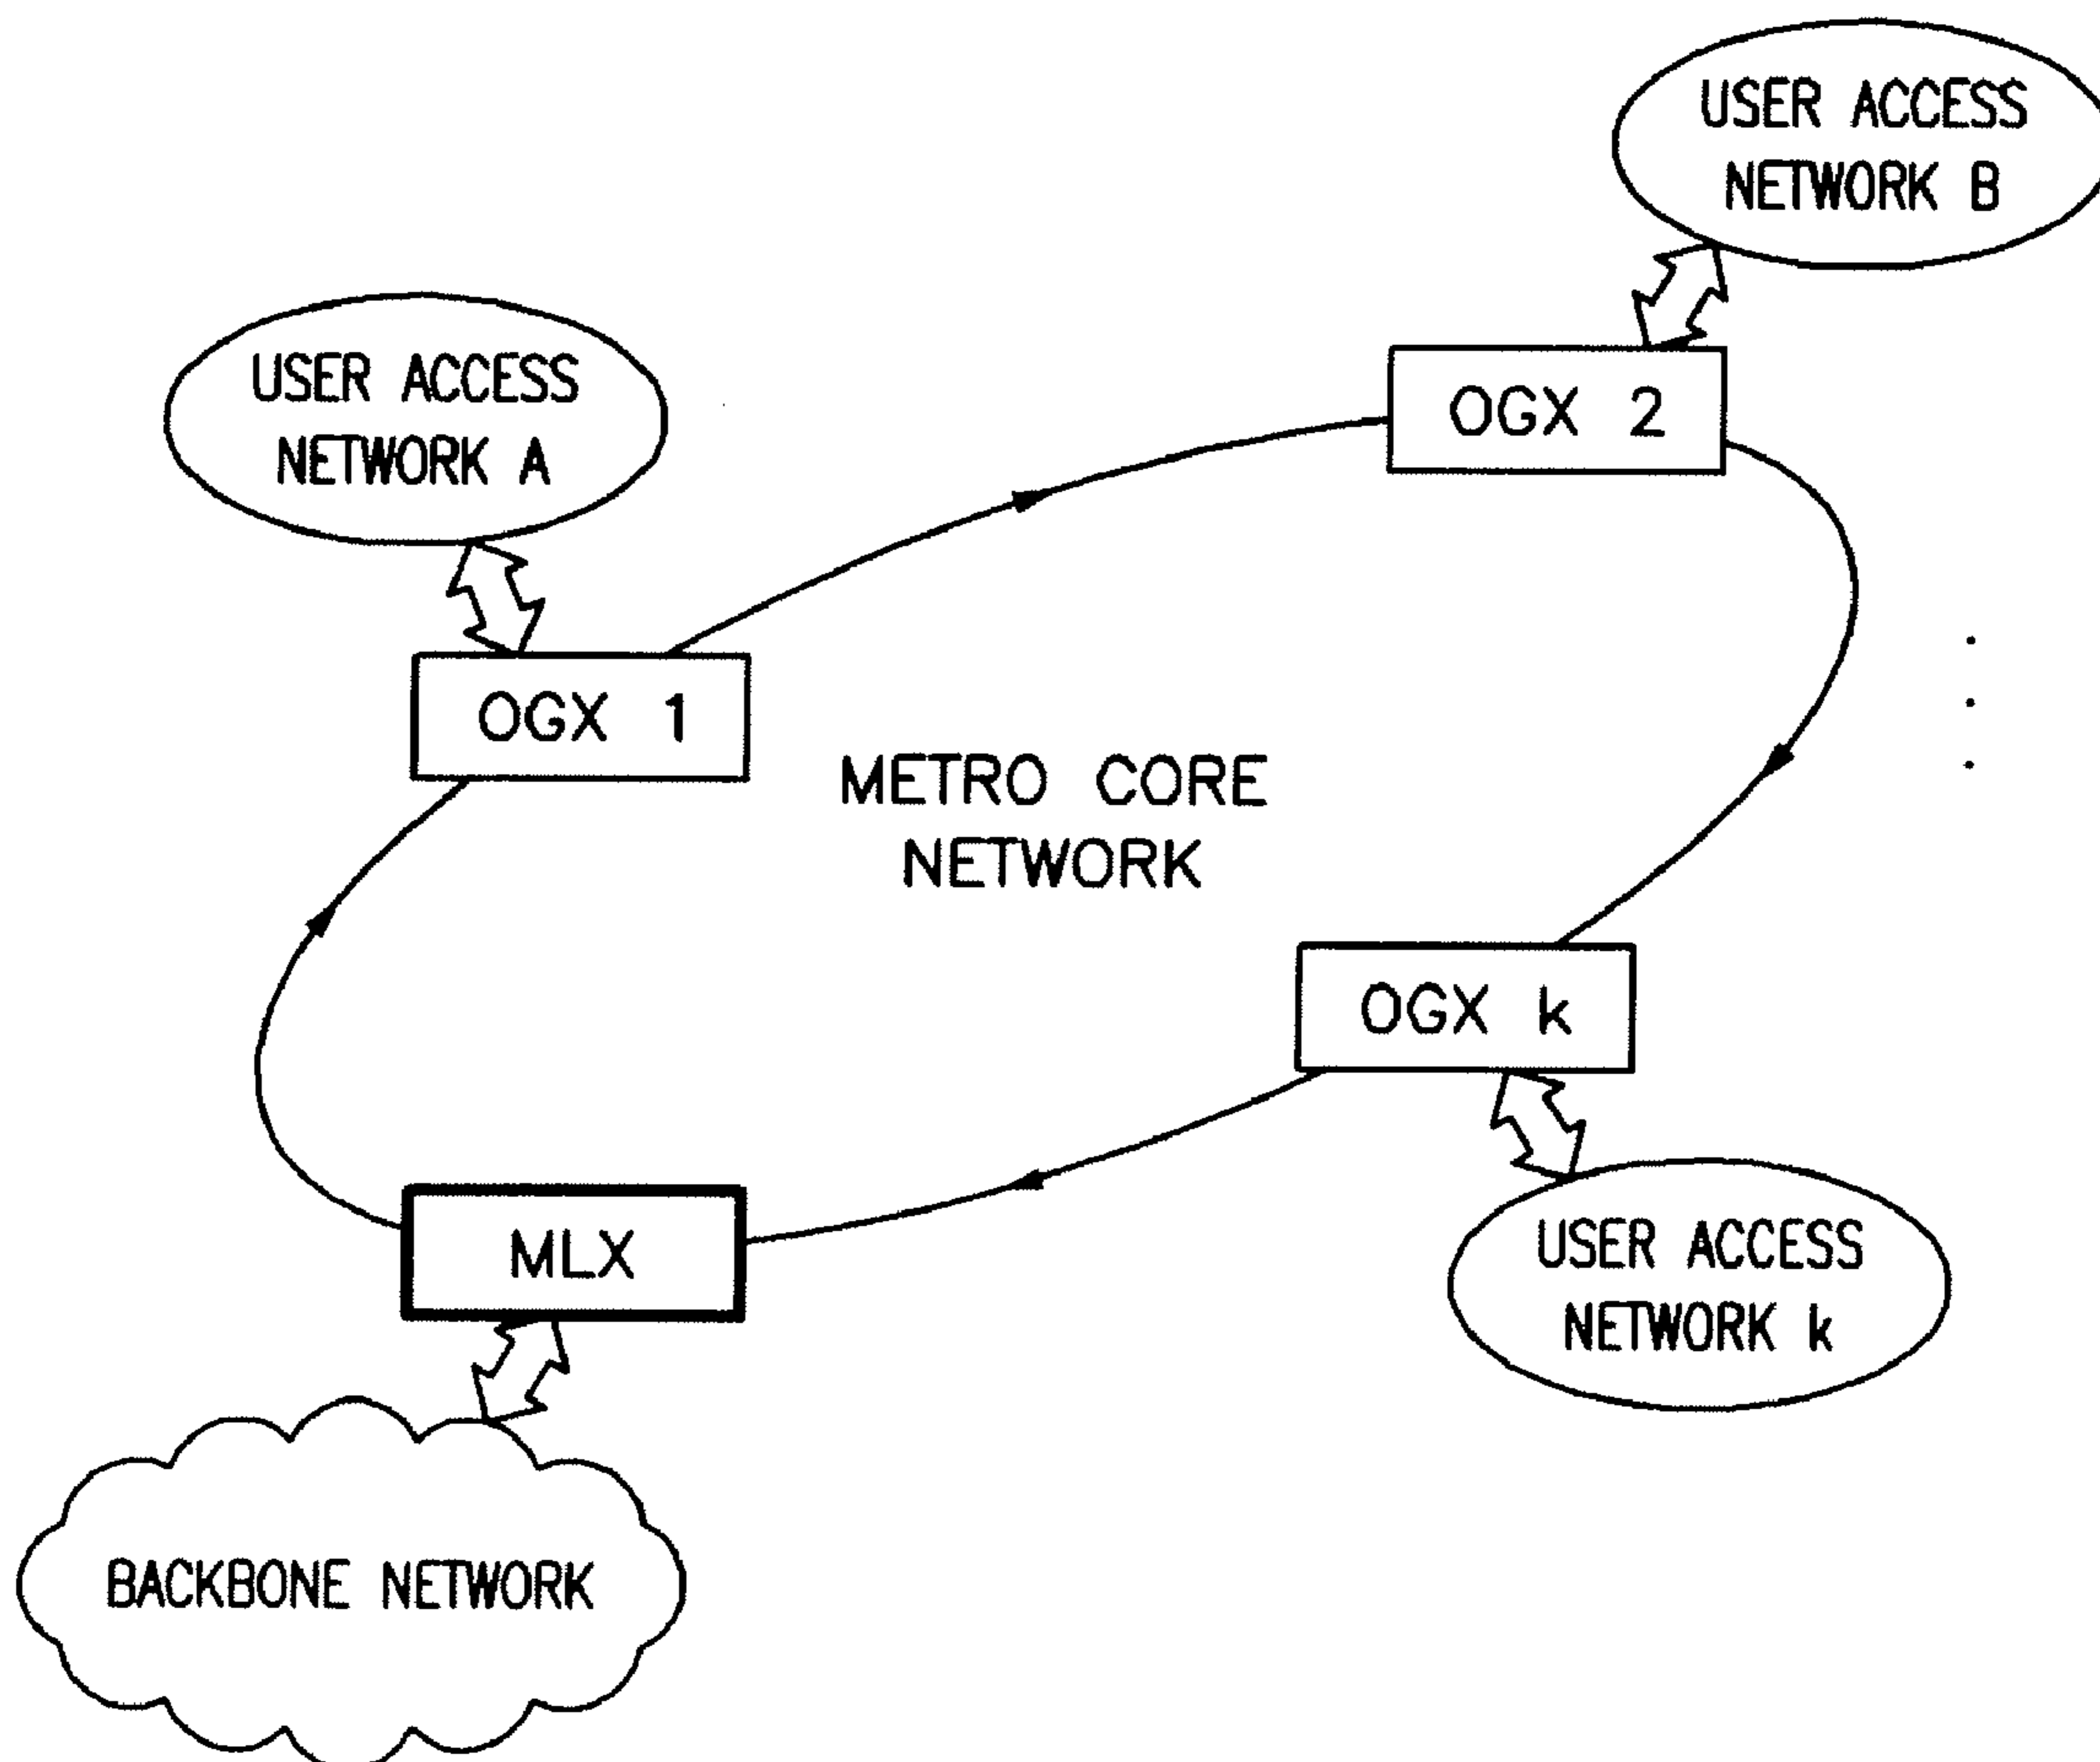 USER ACCESS
NETWORK B
USER ACCESS
NETWORK A
OGX 2
OGX 1
METRO CORE
NETWORK
OGX k
MLX
USER ACCESS
NETWORK k
BACKBONE NETWORK